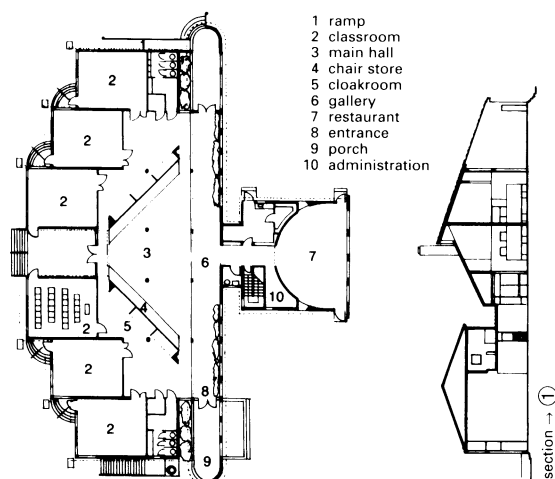 1 ramp
2 classroom
3 main hall
4 chair store
5 cloakroom
6 gallery
7 restaurant
8 entrance
9 porch
10 administration
2
2
2
3 6 7
10
4
2 5
2
8
2
9
section → ①